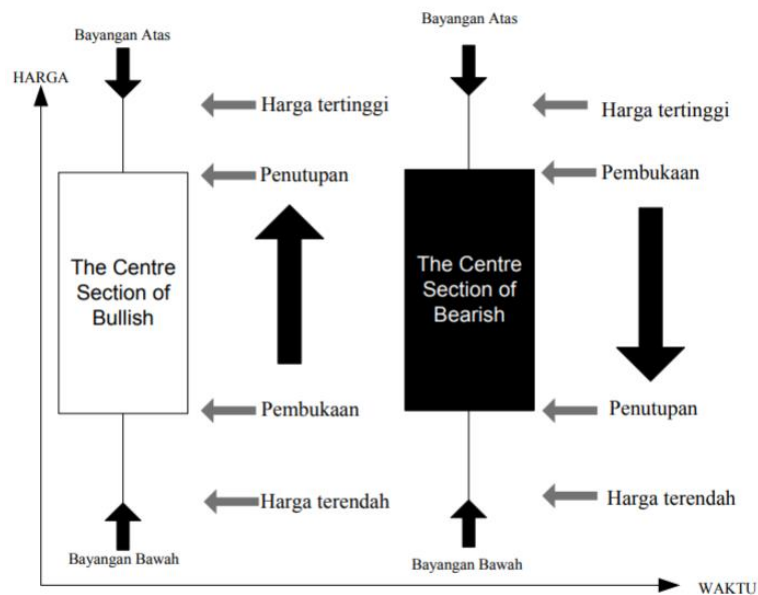 Bayangan Atas
Bayangan Atas
HARGA
Harga tertinggi
Harga tertinggi
Penutupan
Pembukaan
The Centre
Section of
Bullish
The Centre
Section of
Bearish
Pembukaan
Penutupan
Harga terendah
Harga terendah
Bayangan Bawah
Bayangan Bawah
WAKTU